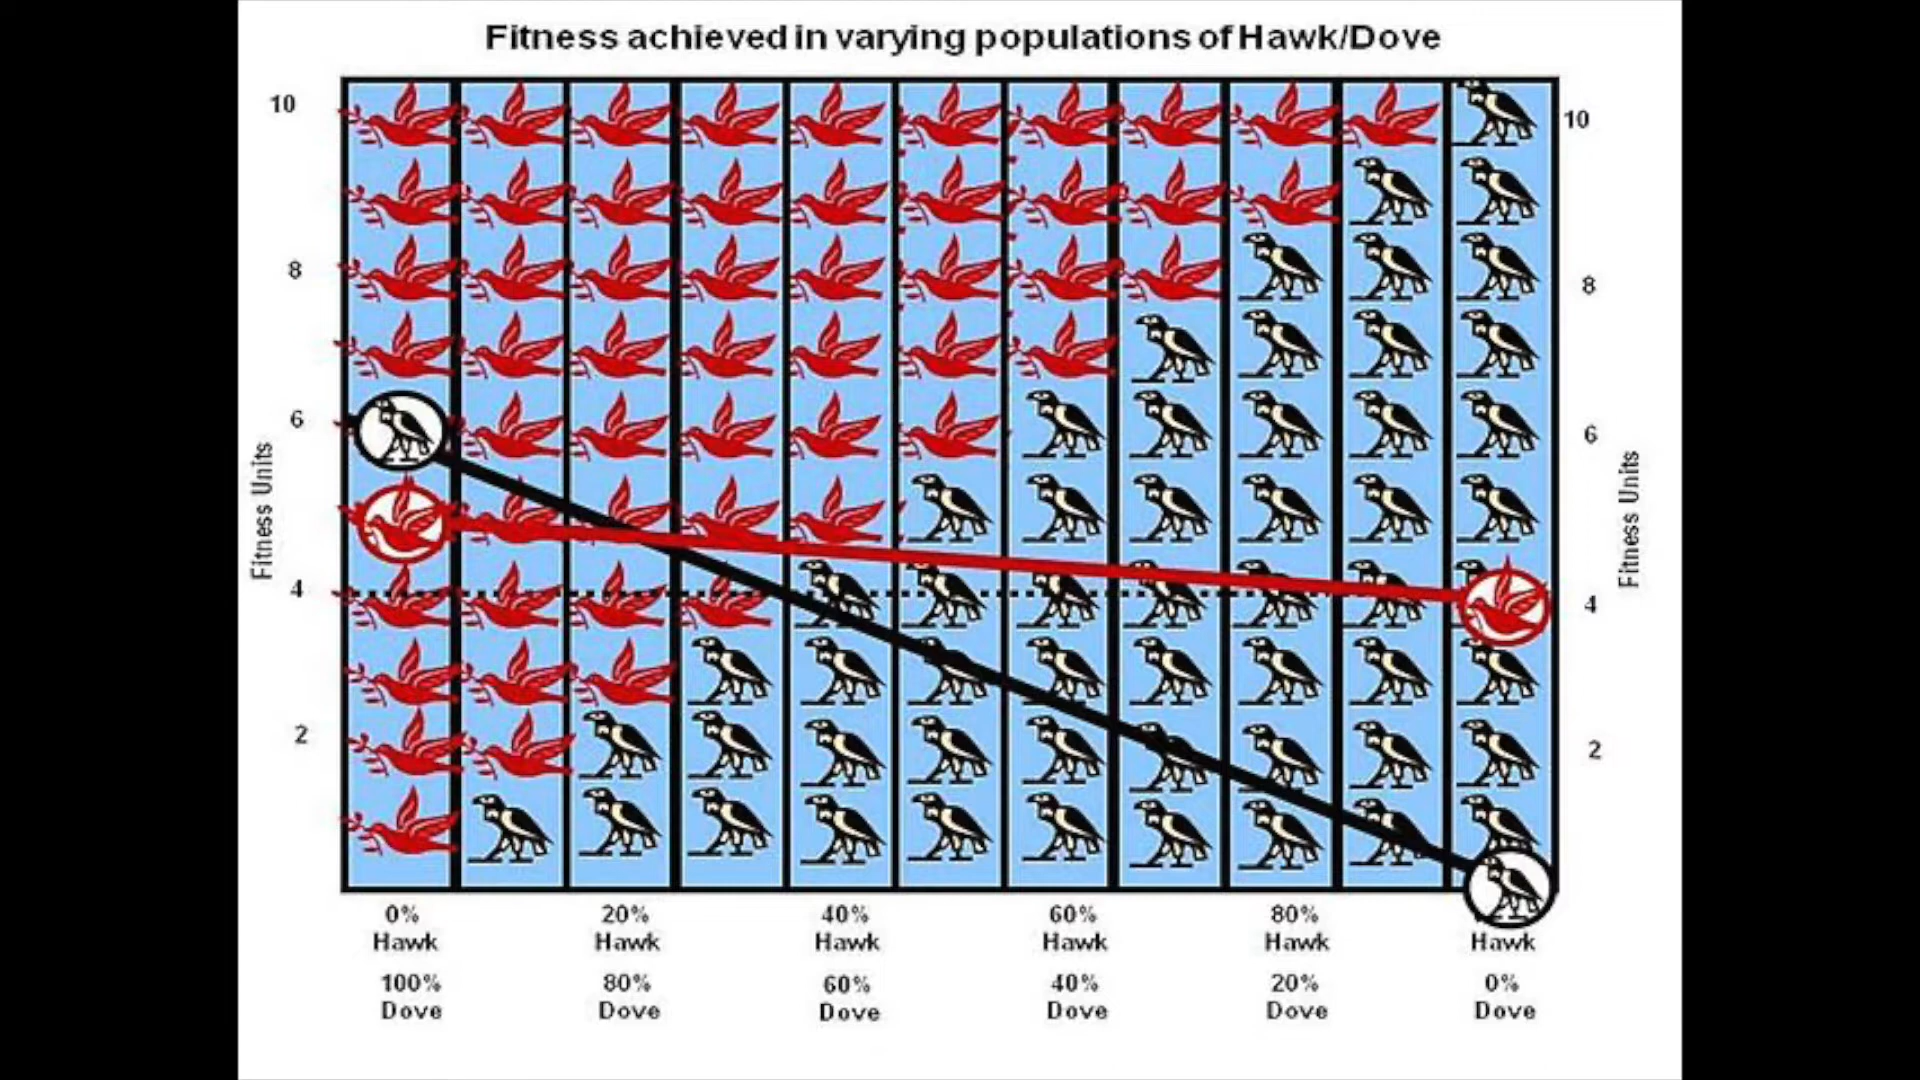 Fitness achieved in varying populations of Hawk/Dove
10
8
6
4
2
Fitness Units
10
8
6
4
2
Fitness Units
0% 20% 40% 60% 80%
Hawk Hawk Hawk Hawk Hawk Hawk
100% 80% 60% 40% 20% 0%
Dove Dove Dove Dove Dove Dove